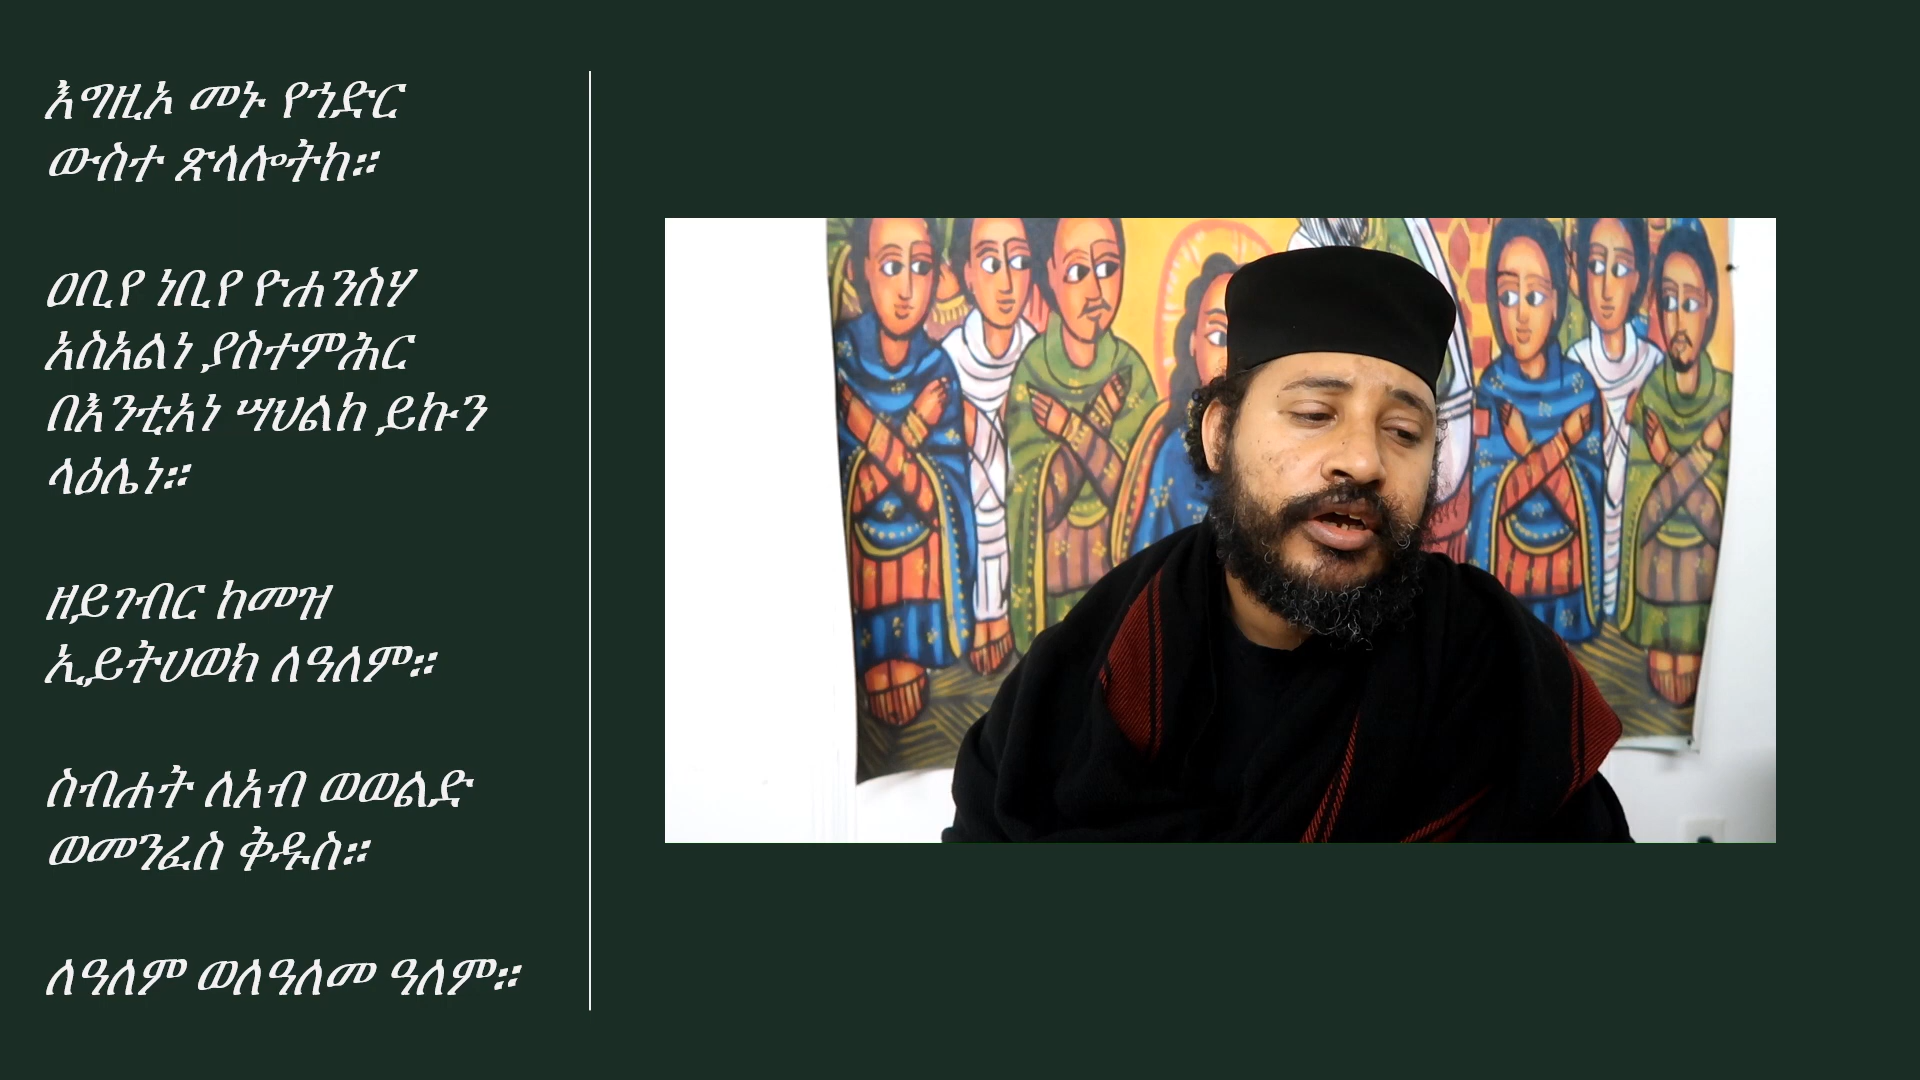 እግዚኦ መኑ የኀድር
ውስተ ጽላሎትከ።
ዐቢየ ነቢየ ዮሐንስሃ
አስአልነ ያስተምሕር
በእንቲአነ ሣህልከ ይኩን
ላዕሌነ።
ዘይገብር ከመዝ
ኢይትሀወክ ለዓለም።
ስብሐት ለአብ ወወልድ
ወመንፈስ ቅዱስ።
ለዓለም ወለዓለመ ዓለም።